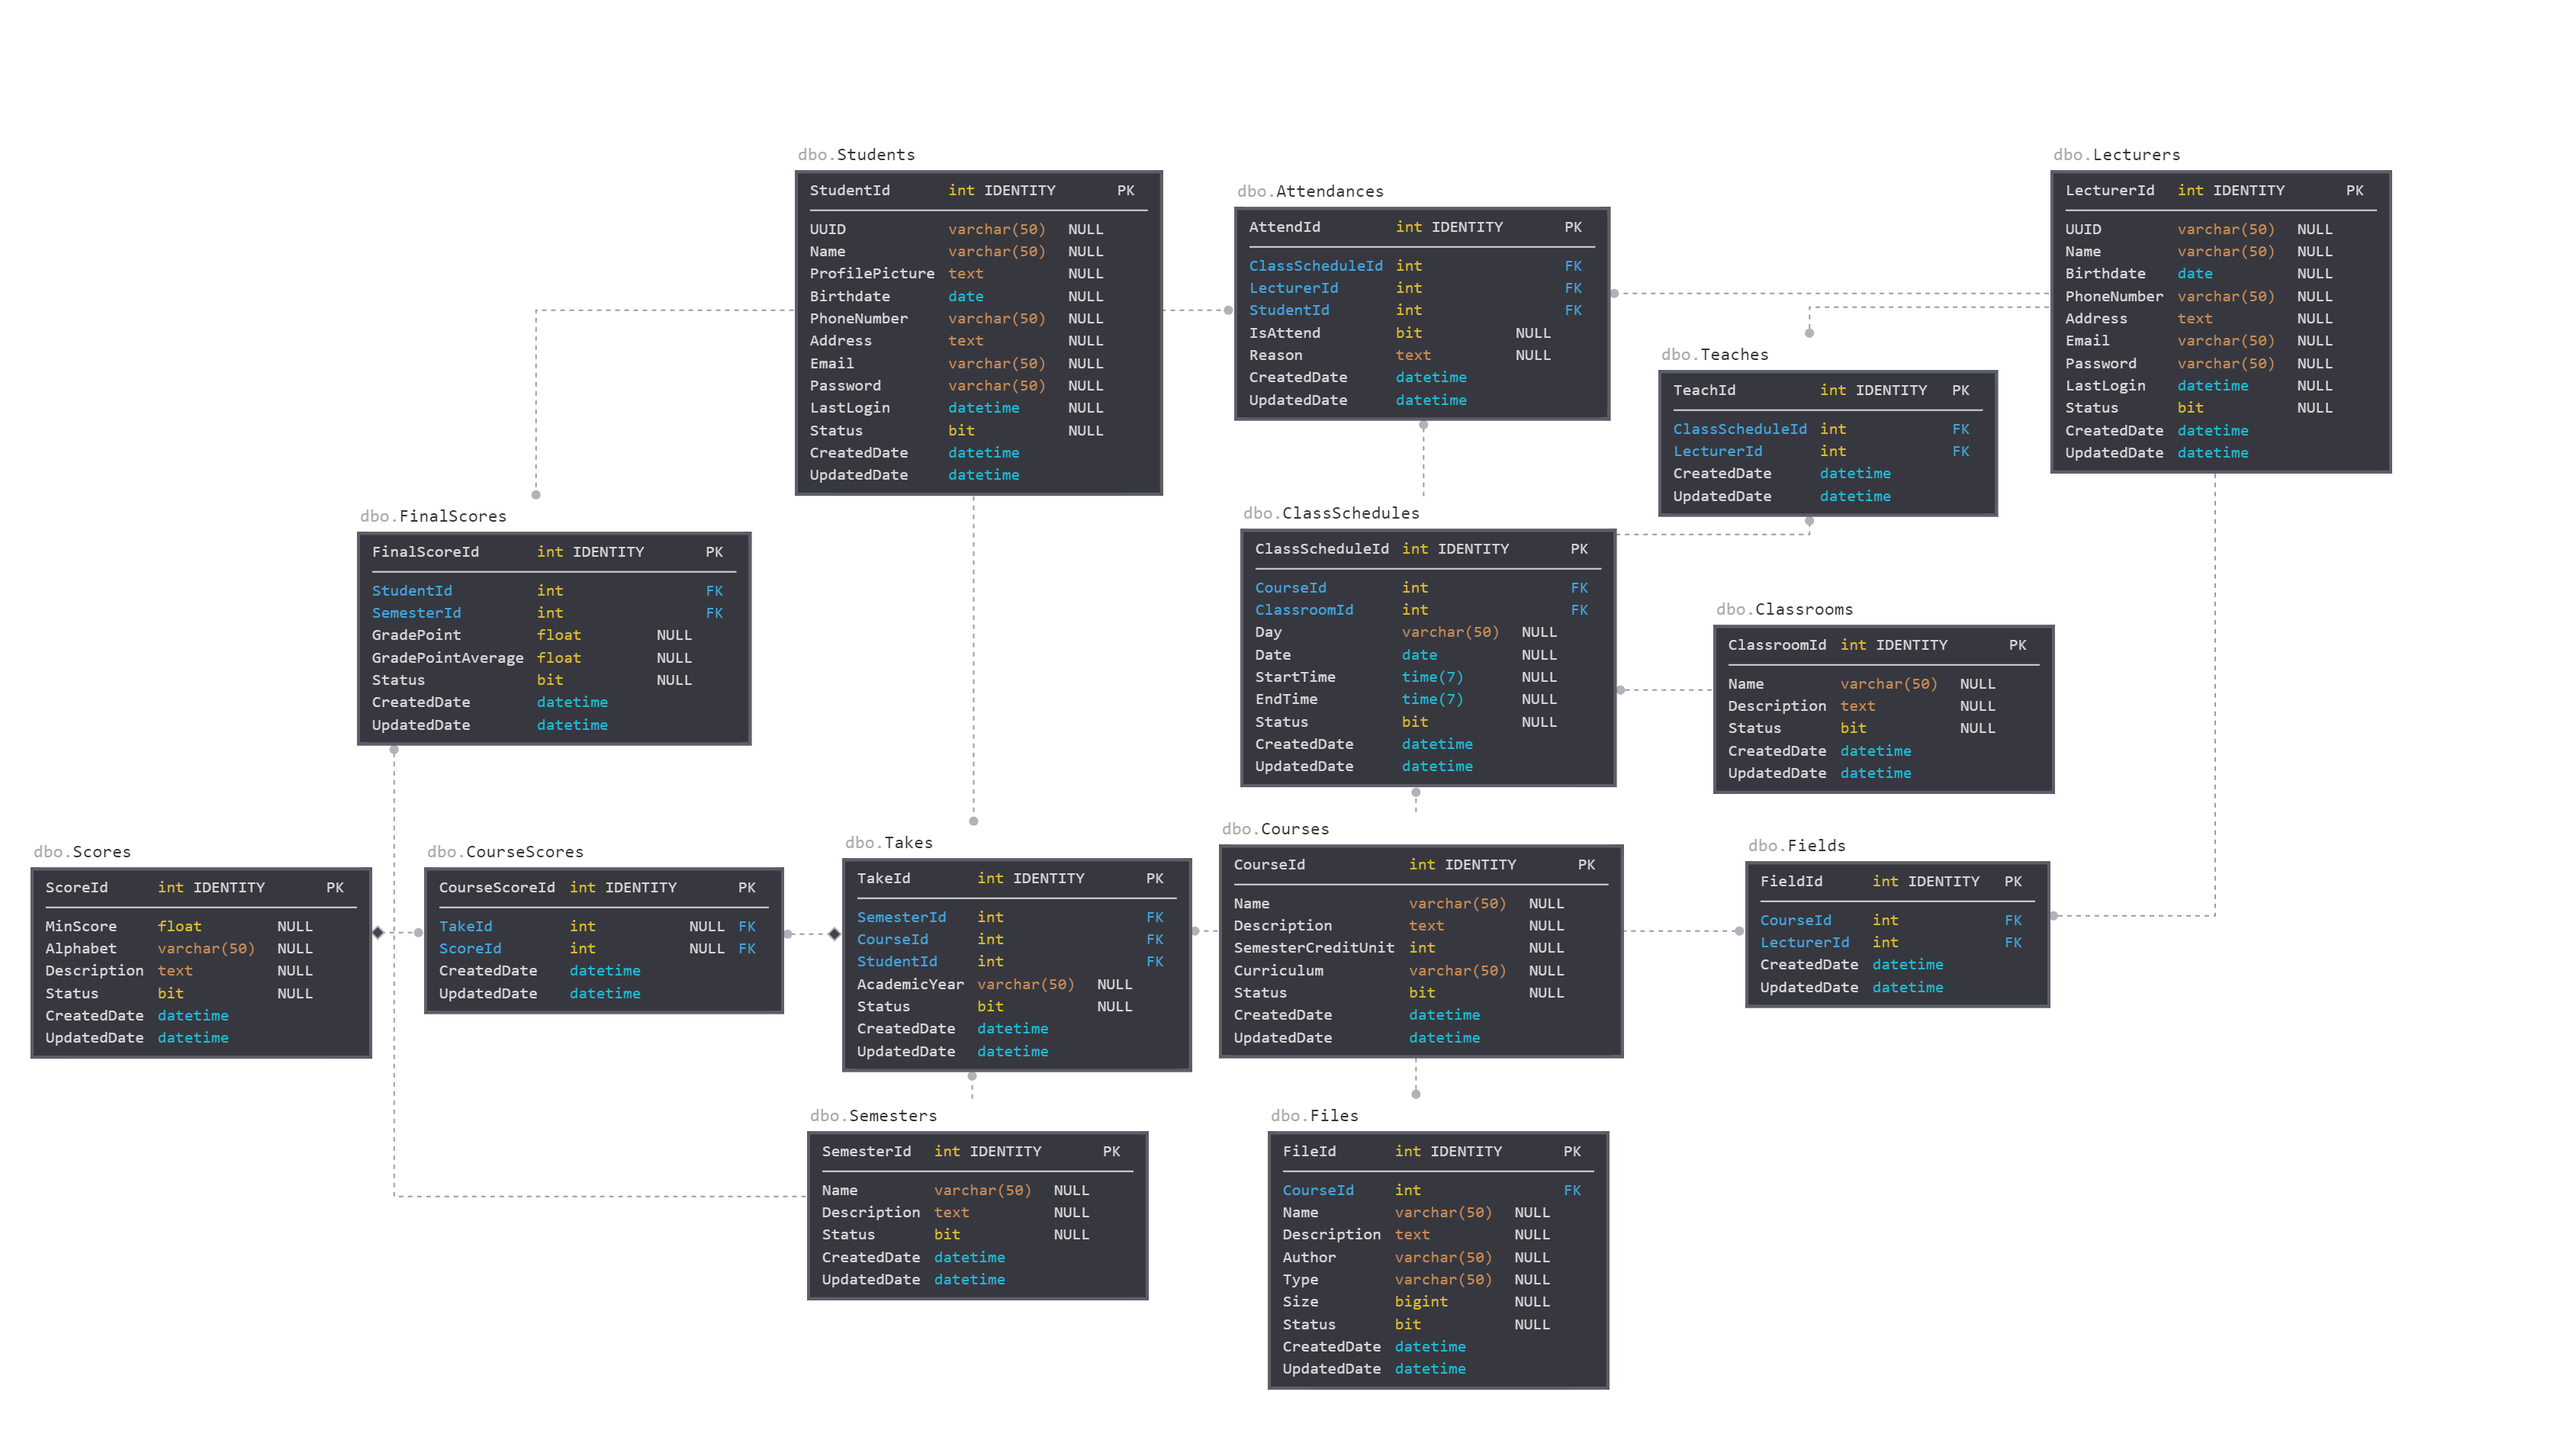 dbo.Students
StudentId int IDENTITY PK
UUID varchar(50) NULL
Name varchar(50) NULL
ProfilePicture text NULL
Birthdate date NULL
PhoneNumber varchar(50) NULL
Address text NULL
Email varchar(50) NULL
Password varchar(50) NULL
LastLogin datetime NULL
Status bit NULL
CreatedDate datetime
UpdatedDate datetime
dbo.Attendances
AttendId int IDENTITY PK
ClassScheduleId int FK
LecturerId int FK
StudentId int FK
IsAttend bit NULL
Reason text NULL
CreatedDate datetime
UpdatedDate datetime
dbo.Lecturers
LecturerId int IDENTITY PK
UUID varchar(50) NULL
Name varchar(50) NULL
Birthdate date NULL
PhoneNumber varchar(50) NULL
Address text NULL
Email varchar(50) NULL
Password varchar(50) NULL
LastLogin datetime NULL
Status bit NULL
CreatedDate datetime
UpdatedDate datetime
dbo.Teaches
TeachId int IDENTITY PK
ClassScheduleId int FK
LecturerId int FK
CreatedDate datetime
UpdatedDate datetime
dbo.FinalScores
FinalScoreId int IDENTITY PK
StudentId int FK
SemesterId int FK
GradePoint float NULL
GradePointAverage float NULL
Status bit NULL
CreatedDate datetime
UpdatedDate datetime
dbo.ClassSchedules
ClassScheduleId int IDENTITY PK
CourseId int FK
ClassroomId int FK
Day varchar(50) NULL
Date date NULL
StartTime time(7) NULL
EndTime time(7) NULL
Status bit NULL
CreatedDate datetime
UpdatedDate datetime
dbo.Classrooms
ClassroomId int IDENTITY PK
Name varchar(50) NULL
Description text NULL
Status bit NULL
CreatedDate datetime
UpdatedDate datetime
dbo.Scores
ScoreId int IDENTITY PK
MinScore float NULL
Alphabet varchar(50) NULL
Description text NULL
Status bit NULL
CreatedDate datetime
UpdatedDate datetime
dbo.CourseScores
CourseScoreId int IDENTITY PK
TakeId int NULL FK
ScoreId int NULL FK
CreatedDate datetime
UpdatedDate datetime
dbo.Takes
TakeId int IDENTITY PK
SemesterId int FK
CourseId int FK
StudentId int FK
AcademicYear varchar(50) NULL
Status bit NULL
CreatedDate datetime
UpdatedDate datetime
dbo.Courses
CourseId int IDENTITY PK
Name varchar(50) NULL
Description text NULL
SemesterCreditUnit int NULL
Curriculum varchar(50) NULL
Status bit NULL
CreatedDate datetime
UpdatedDate datetime
dbo.Fields
FieldId int IDENTITY PK
CourseId int FK
LecturerId int FK
CreatedDate datetime
UpdatedDate datetime
dbo.Semesters
SemesterId int IDENTITY PK
Name varchar(50) NULL
Description text NULL
Status bit NULL
CreatedDate datetime
UpdatedDate datetime
dbo.Files
FileId int IDENTITY PK
CourseId int FK
Name varchar(50) NULL
Description text NULL
Author varchar(50) NULL
Type varchar(50) NULL
Size bigint NULL
Status bit NULL
CreatedDate datetime
UpdatedDate datetime